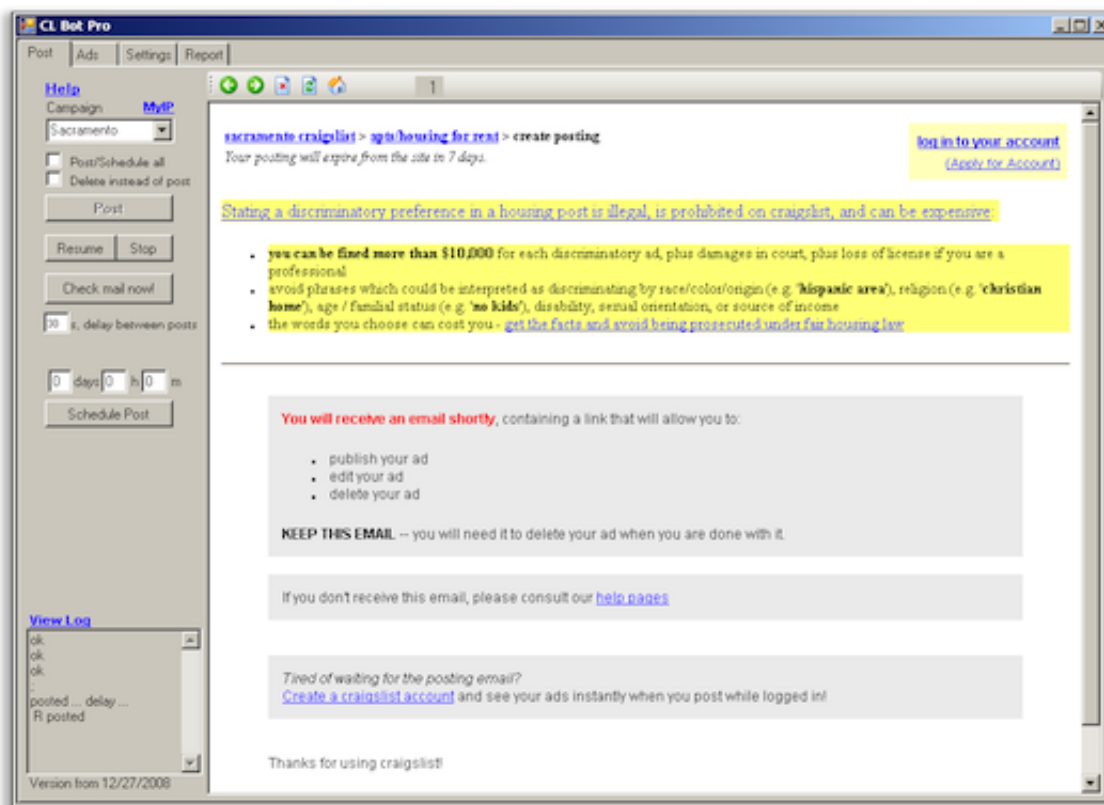 CL Bot Pro
Post Ads Settings Report
Help
Campaign MyIP
Sacramento
Post/Schedule all
Delete instead of post
Post
Resume Stop
Check mail now!
30 s, delay between posts
0 days 0 h 0 m
Schedule Post
View Log
ok.
ok.
ok.
;
posted ... delay ...
R posted
Version from 12/27/2008
1
sacramento craigslist > apts/housing for rent > create posting
Your posting will expire from the site in 7 days.
log in to your account
(Apply for Account)
Stating a discriminatory preference in a housing post is illegal, is prohibited on craigslist, and can be expensive:
• you can be fined more than $10,000 for each discriminatory ad, plus damages in court, plus loss of license if you are a
professional
• avoid phrases which could be interpreted as discriminating by race/color/origin (e.g. 'hispanic area'), religion (e.g. 'christian
home'), age / familial status (e.g. 'no kids'), disability, sexual orientation, or source of income
• the words you choose can cost you - get the facts and avoid being prosecuted under fair housing law
You will receive an email shortly, containing a link that will allow you to:
• publish your ad
• edit your ad
• delete your ad
KEEP THIS EMAIL -- you will need it to delete your ad when you are done with it.
If you don't receive this email, please consult our help pages
Tired of waiting for the posting email?
Create a craigslist account and see your ads instantly when you post while logged in!
Thanks for using craigslist!